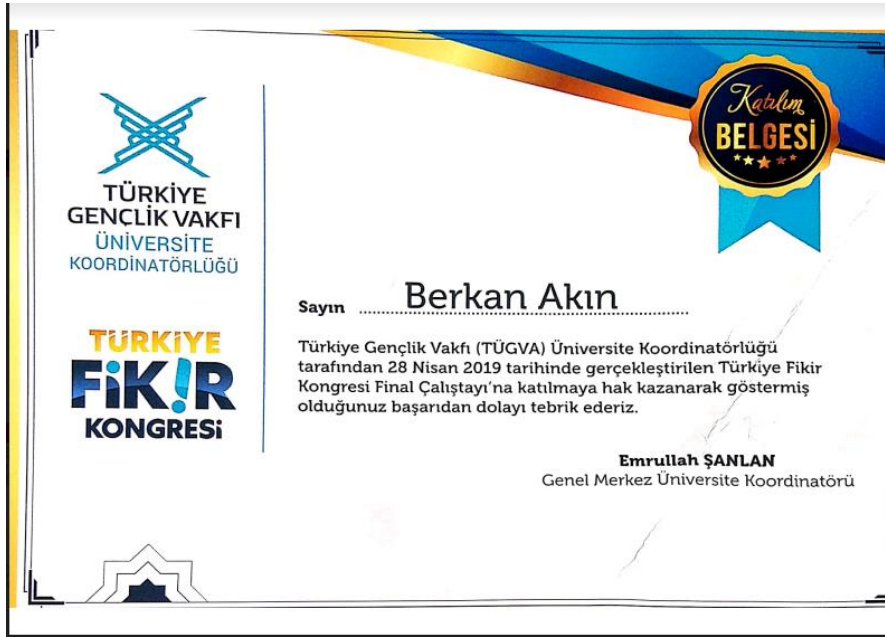 Katılım
BELGESİ
TÜRKİYE
GENÇLİK VAKFI
ÜNİVERSİTE
KOORDİNATÖRLÜĞÜ
TÜRKİYE
FİK!R
KONGRESİ
Sayın Berkan Akın
Türkiye Gençlik Vakfı (TÜGVA) Üniversite Koordinatörlüğü
tarafından 28 Nisan 2019 tarihinde gerçekleştirilen Türkiye Fikir
Kongresi Final Çalıştayı’na katılmaya hak kazanarak göstermiş
olduğunuz başarıdan dolayı tebrik ederiz.
Emrullah ŞANLAN
Genel Merkez Üniversite Koordinatörü